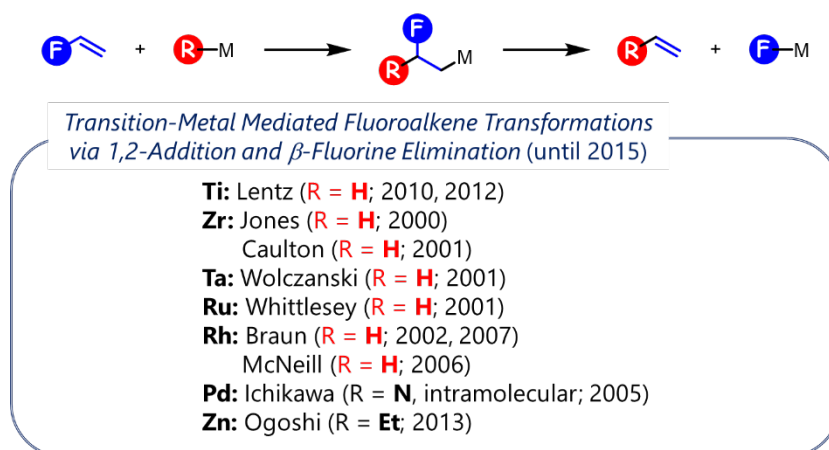 F + R–M F R M R + F–M
Transition-Metal Mediated Fluoroalkene Transformations
via 1,2-Addition and β-Fluorine Elimination (until 2015)
Ti: Lentz (R = H; 2010, 2012)
Zr: Jones (R = H; 2000)
Caulton (R = H; 2001)
Ta: Wolczanski (R = H; 2001)
Ru: Whittlesey (R = H; 2001)
Rh: Braun (R = H; 2002, 2007)
McNeill (R = H; 2006)
Pd: Ichikawa (R = N, intramolecular; 2005)
Zn: Ogoshi (R = Et; 2013)